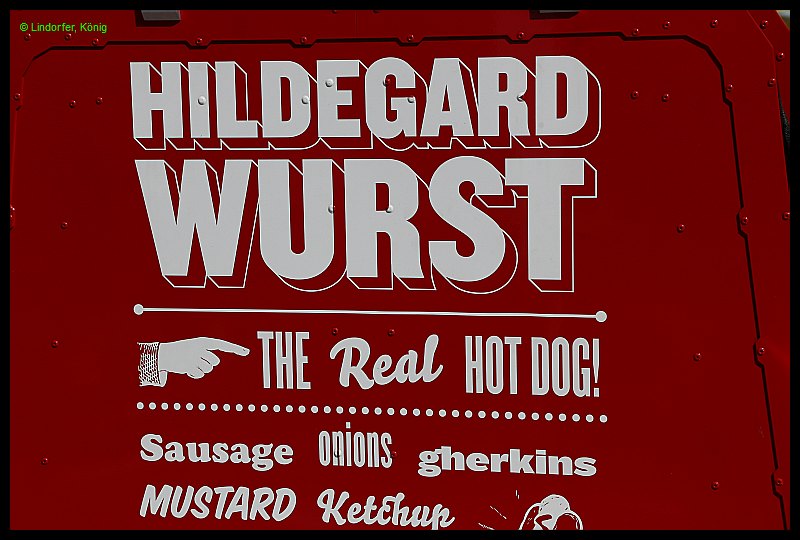 © Lindorfer, König
HILDEGARD
WURST
THE Real HOT DOG!
Sausage onions gherkins
MUSTARD Ketchup